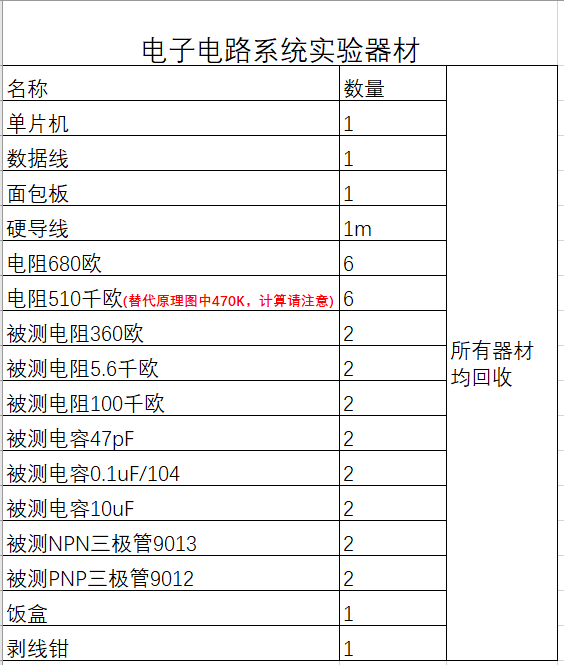 电子电路系统实验器材
名称 数量
单片机 1
数据线 1
面包板 1
硬导线 1m
电阻680欧 6
电阻510千欧(替代原理图中470K，计算请注意) 6
被测电阻360欧 2
被测电阻5.6千欧 2
被测电阻100千欧 2
被测电容47pF 2
被测电容0.1uF/104 2
被测电容10uF 2
被测NPN三极管9013 2
被测PNP三极管9012 2
饭盒 1
剥线钳 1
所有器材
均回收